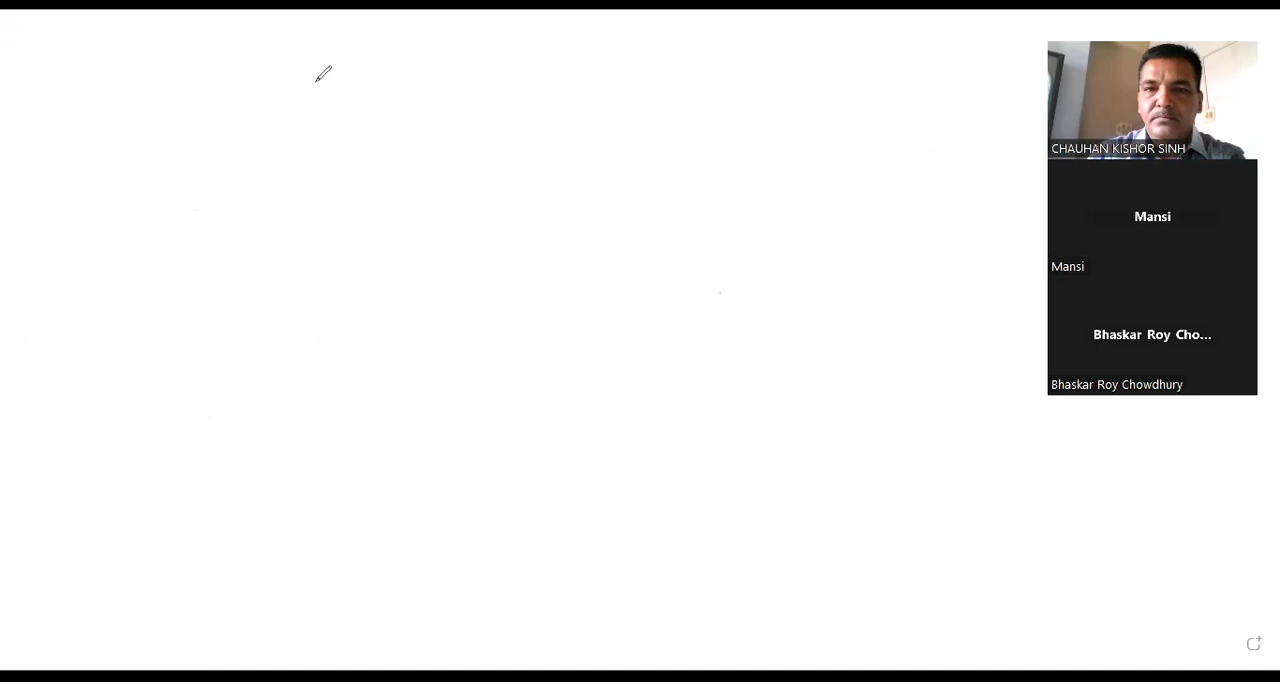 CHAUHAN KISHOR SINH
Mansi
Mansi
Bhaskar Roy Cho...
Bhaskar Roy Chowdhury